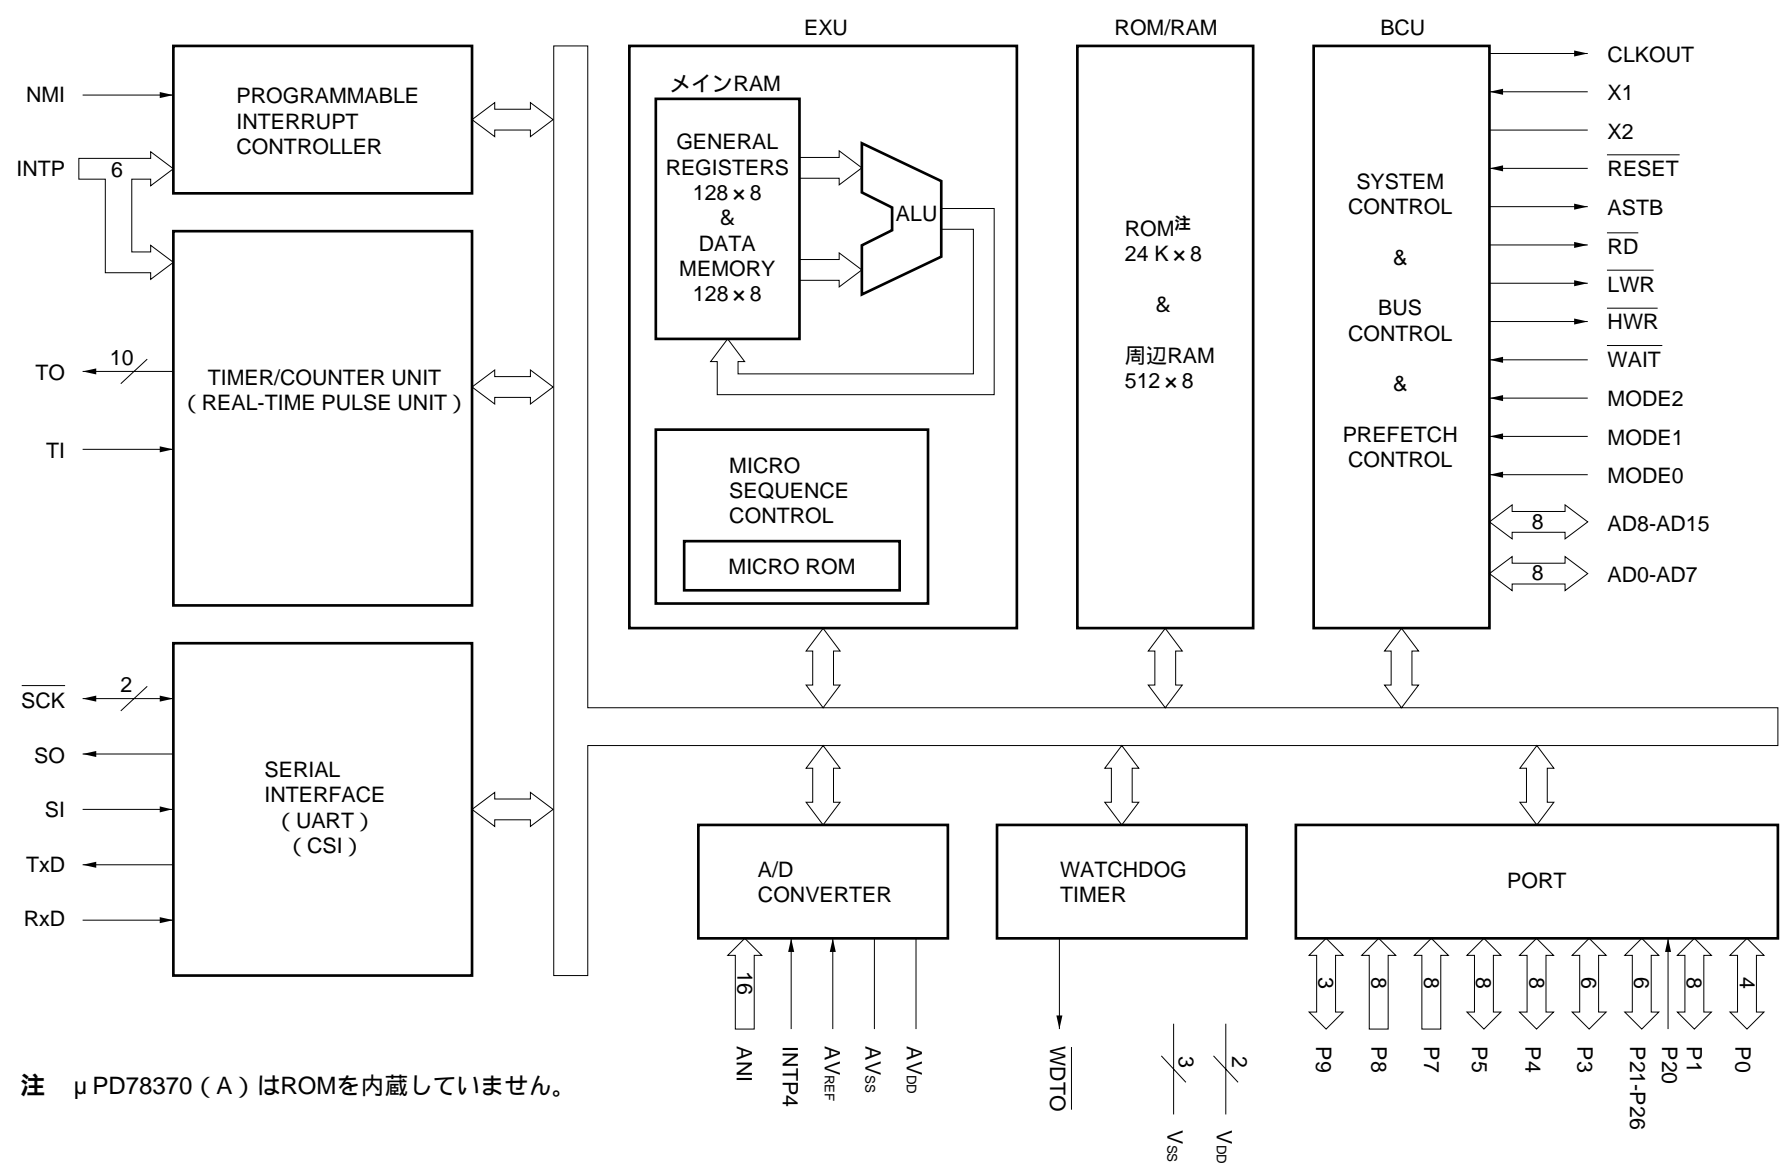 EXU
ROM/RAM
BCU
NMI
INTP
6
PROGRAMMABLE
INTERRUPT
CONTROLLER
TO
10
TI
TIMER/COUNTER UNIT
( REAL-TIME PULSE UNIT )
SCK
2
SO
SI
TxD
RxD
SERIAL
INTERFACE
( UART )
( CSI )
メインRAM
GENERAL
REGISTERS
128 × 8
&
DATA
MEMORY
128 × 8
ALU
MICRO
SEQUENCE
CONTROL
MICRO ROM
ROM注
24 K × 8
&
周辺RAM
512 × 8
SYSTEM
CONTROL
&
BUS
CONTROL
&
PREFETCH
CONTROL
CLKOUT
X1
X2
RESET
ASTB
RD
LWR
HWR
WAIT
MODE2
MODE1
MODE0
8
AD8-AD15
8
AD0-AD7
A/D
CONVERTER
WATCHDOG
TIMER
PORT
16
ANI
INTP4
AVREF
AVSS
AVDD
WDTO
3
VSS
2
VDD
3
8
8
8
8
6
6
8
4
P9
P8
P7
P5
P4
P3
P21-P26
P20
P1
P0
注 μ PD78370 ( A ) はROMを内蔵していません。